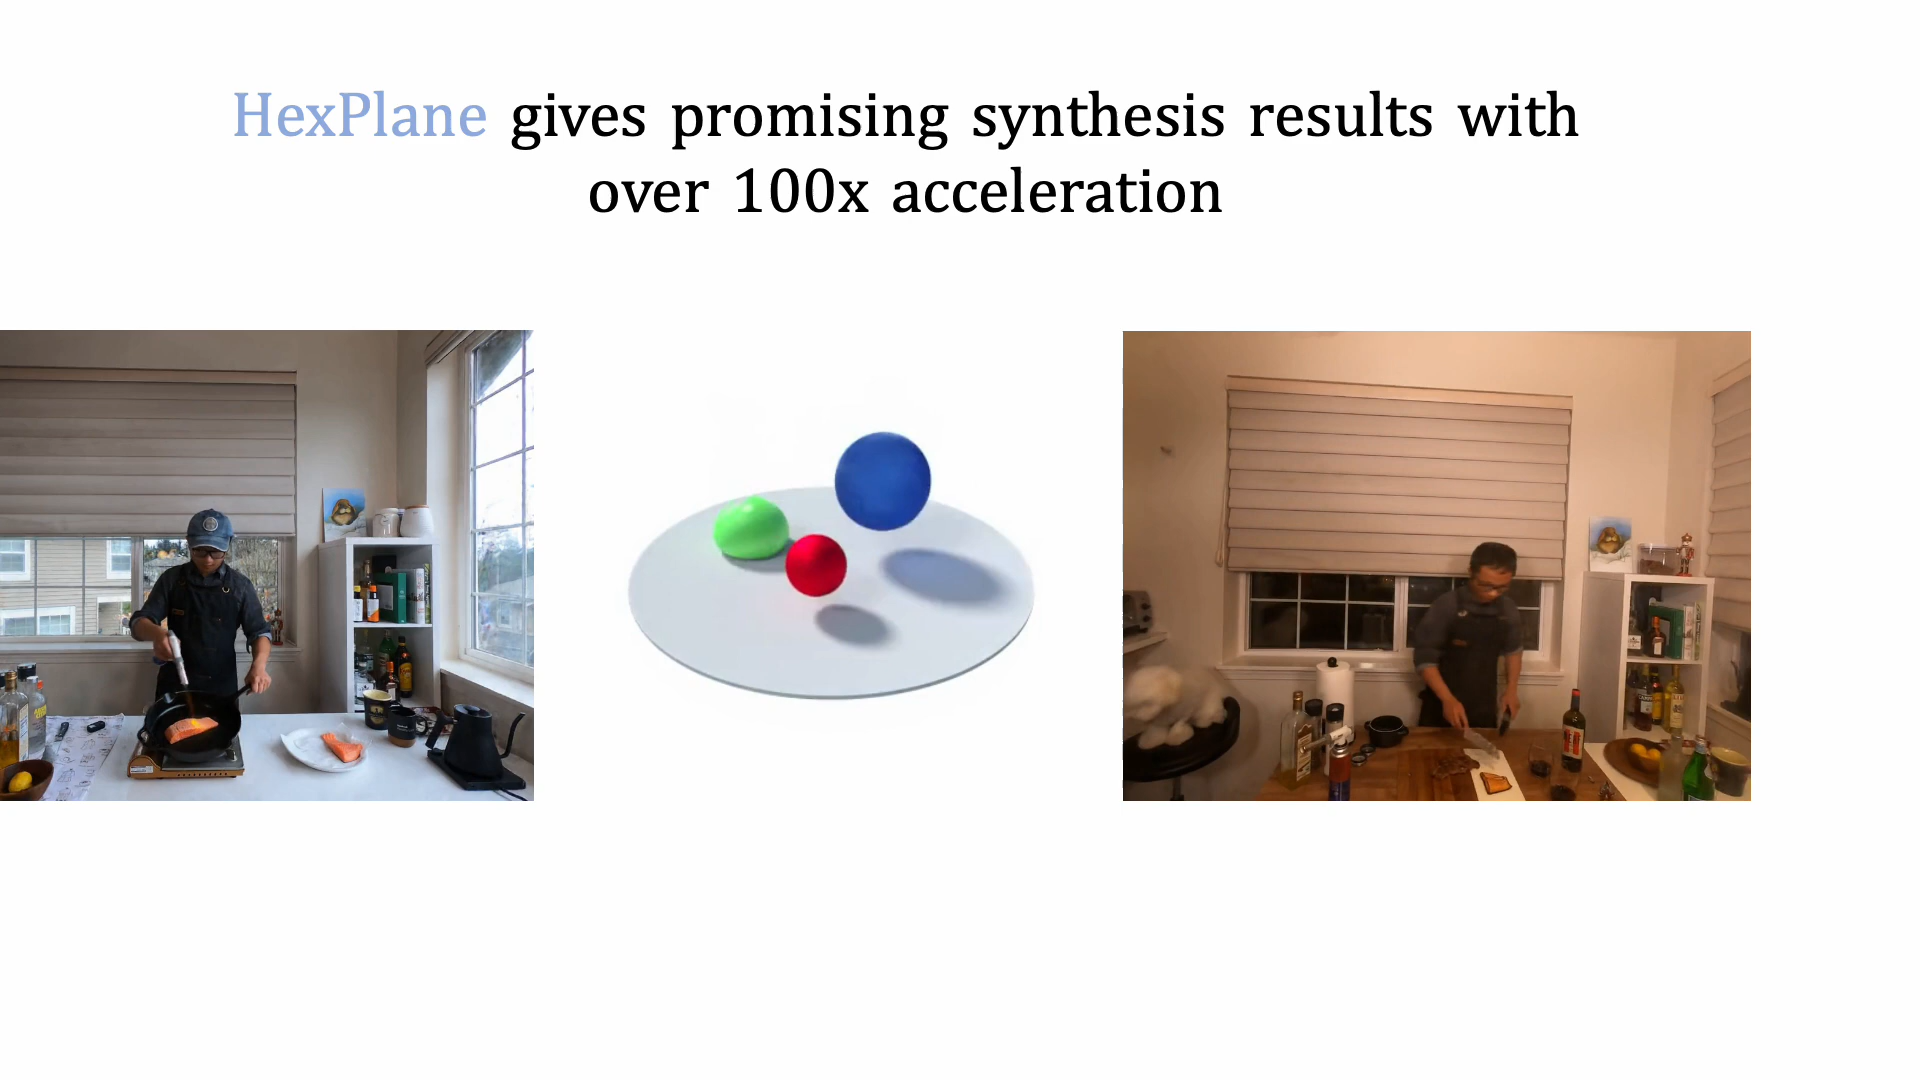 HexPlane gives promising synthesis results with
over 100x acceleration